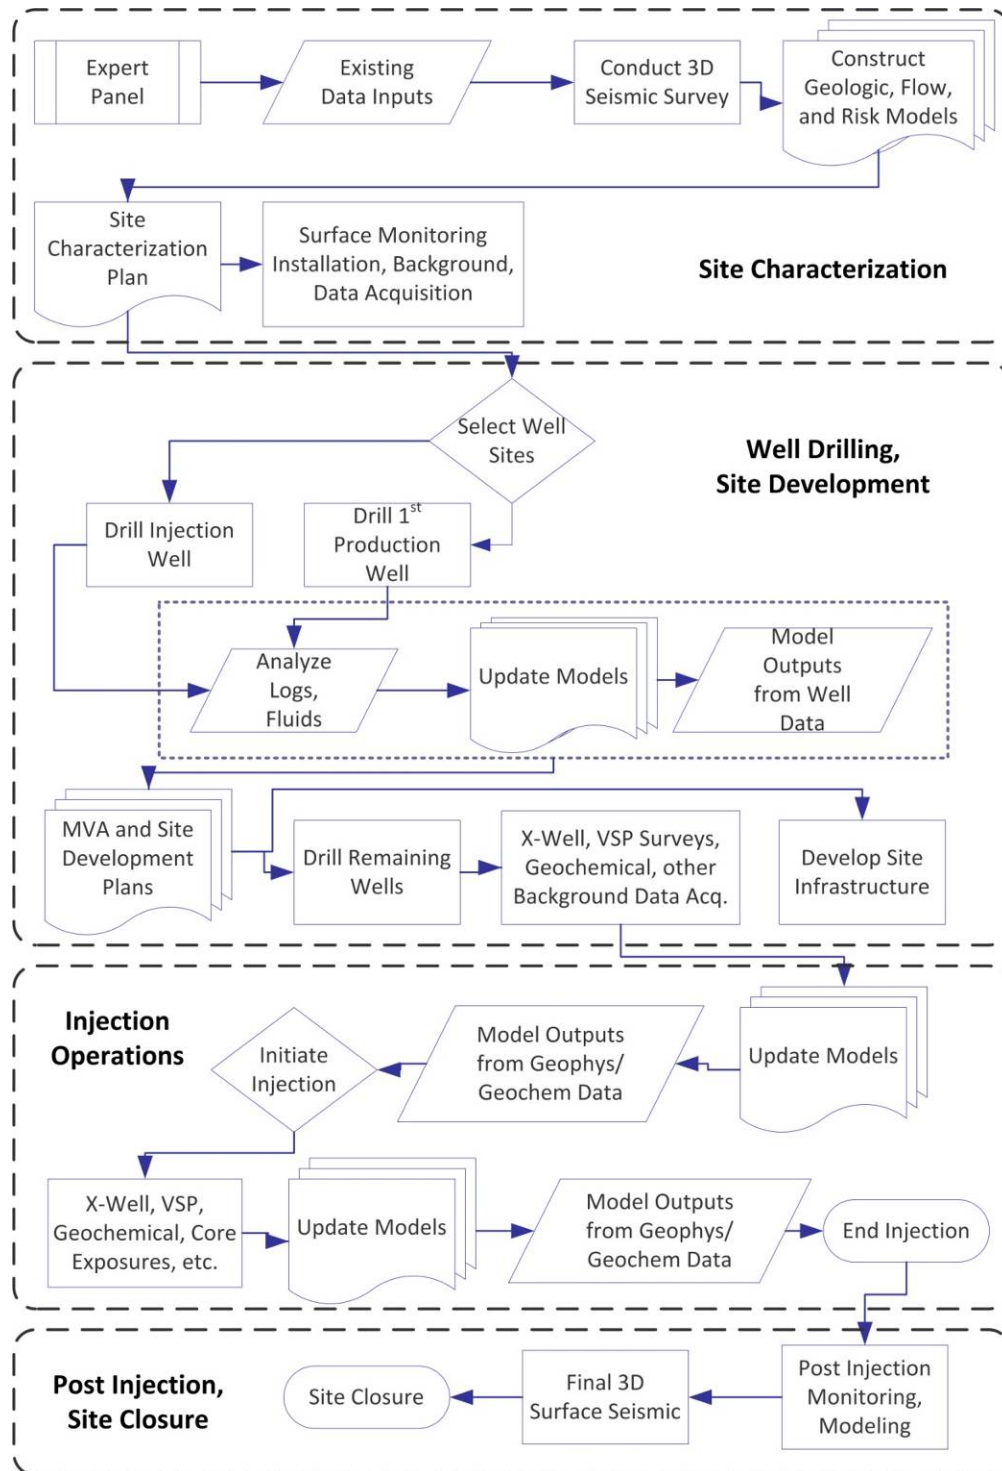 Expert
Panel
Existing
Data Inputs
Conduct 3D
Seismic Survey
Construct
Geologic, Flow,
and Risk Models
Site
Characterization
Plan
Surface Monitoring
Installation, Background,
Data Acquisition
Site Characterization
Select Well
Sites
Well Drilling,
Site Development
Drill Injection
Well
Drill 1st
Production
Well
Analyze
Logs,
Fluids
Update Models
Model
Outputs
from Well
Data
MVA and Site
Development
Plans
Drill Remaining
Wells
X-Well, VSP Surveys,
Geochemical, other
Background Data Acq.
Develop Site
Infrastructure
Injection
Operations
Initiate
Injection
Model Outputs
from Geophys/
Geochem Data
Update Models
X-Well, VSP,
Geochemical, Core
Exposures, etc.
Update Models
Model Outputs
from Geophys/
Geochem Data
End Injection
Post Injection,
Site Closure
Site Closure
Final 3D
Surface Seismic
Post Injection
Monitoring,
Modeling